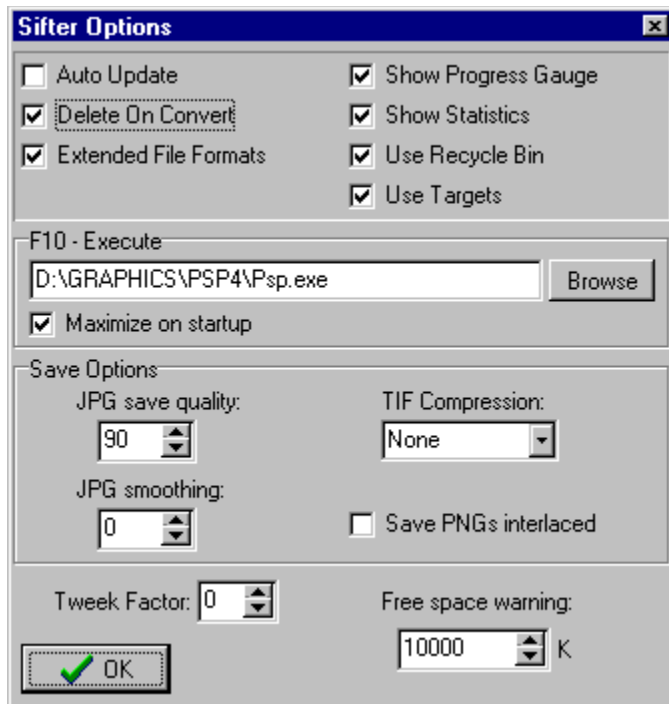 Sifter Options
Auto Update
Show Progress Gauge
Delete On Convert
Show Statistics
Extended File Formats
Use Recycle Bin
Use Targets
F10 - Execute
D:\GRAPHICS\PSP4\Psp.exe
Browse
Maximize on startup
Save Options
JPG save quality:
TIF Compression:
90
None
JPG smoothing:
0
Save PNGs interlaced
Tweek Factor: 0
Free space warning:
10000 K
OK